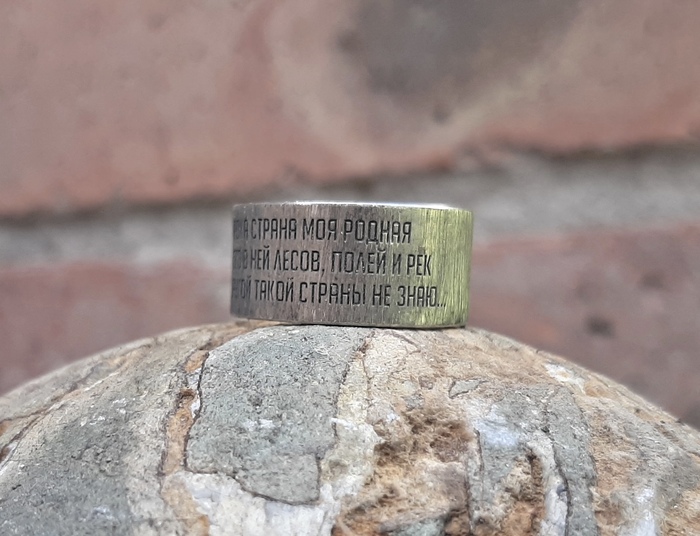 СТРАНА МОЯ РОДНАЯ
В НЕЙ ЛЕСОВ, ПОЛЕЙ И РЕК
ТАКОЙ СТРАНЫ НЕ ЗНАЮ...